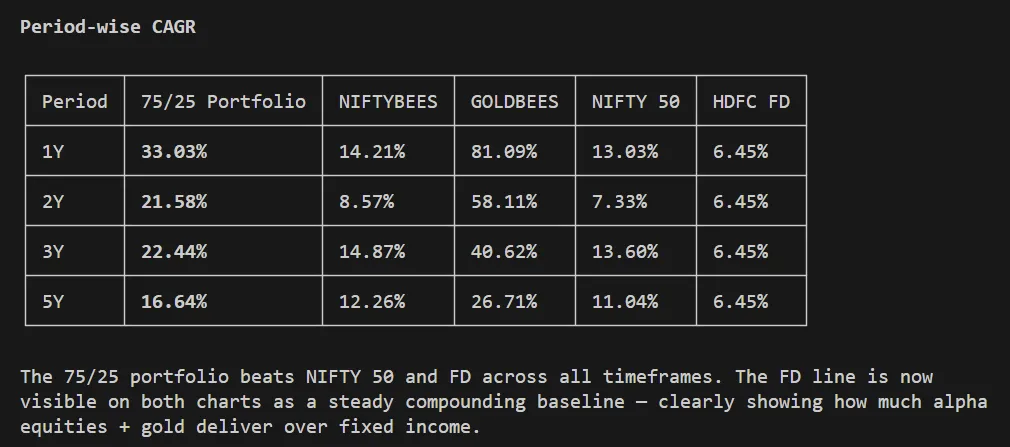 Period-wise CAGR
Period 75/25 Portfolio NIFTYBEES GOLDBEES NIFTY 50 HDFC FD
1Y 33.03% 14.21% 81.09% 13.03% 6.45%
2Y 21.58% 8.57% 58.11% 7.33% 6.45%
3Y 22.44% 14.87% 40.62% 13.60% 6.45%
5Y 16.64% 12.26% 26.71% 11.04% 6.45%
The 75/25 portfolio beats NIFTY 50 and FD across all timeframes. The FD line is now
visible on both charts as a steady compounding baseline — clearly showing how much alpha
equities + gold deliver over fixed income.